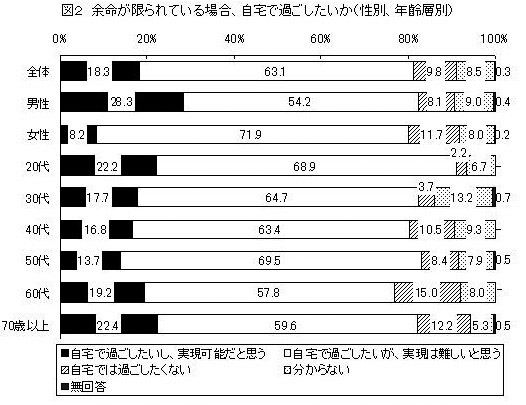 図2 余命が限られている場合、自宅で過ごしたいか(性別、年齢層別)
0% 20% 40% 60% 80% 100%
全体 18.3 63.1 9.8 8.5 0.3
男性 28.3 54.2 8.1 9.0 0.4
女性 8.2 71.9 11.7 8.0 0.2
20代 22.2 68.9 2.2 6.7
30代 17.7 64.7 3.7 13.2 0.7
40代 16.8 63.4 10.5 9.3
50代 13.7 69.5 8.4 7.9 0.5
60代 19.2 57.8 15.0 8.0
70歳以上 22.4 59.6 12.2 5.3 0.5
自宅で過ごしたいし、実現可能だと思う 自宅で過ごしたいが、実現は難しいと思う
自宅では過ごしたくない 分からない
無回答